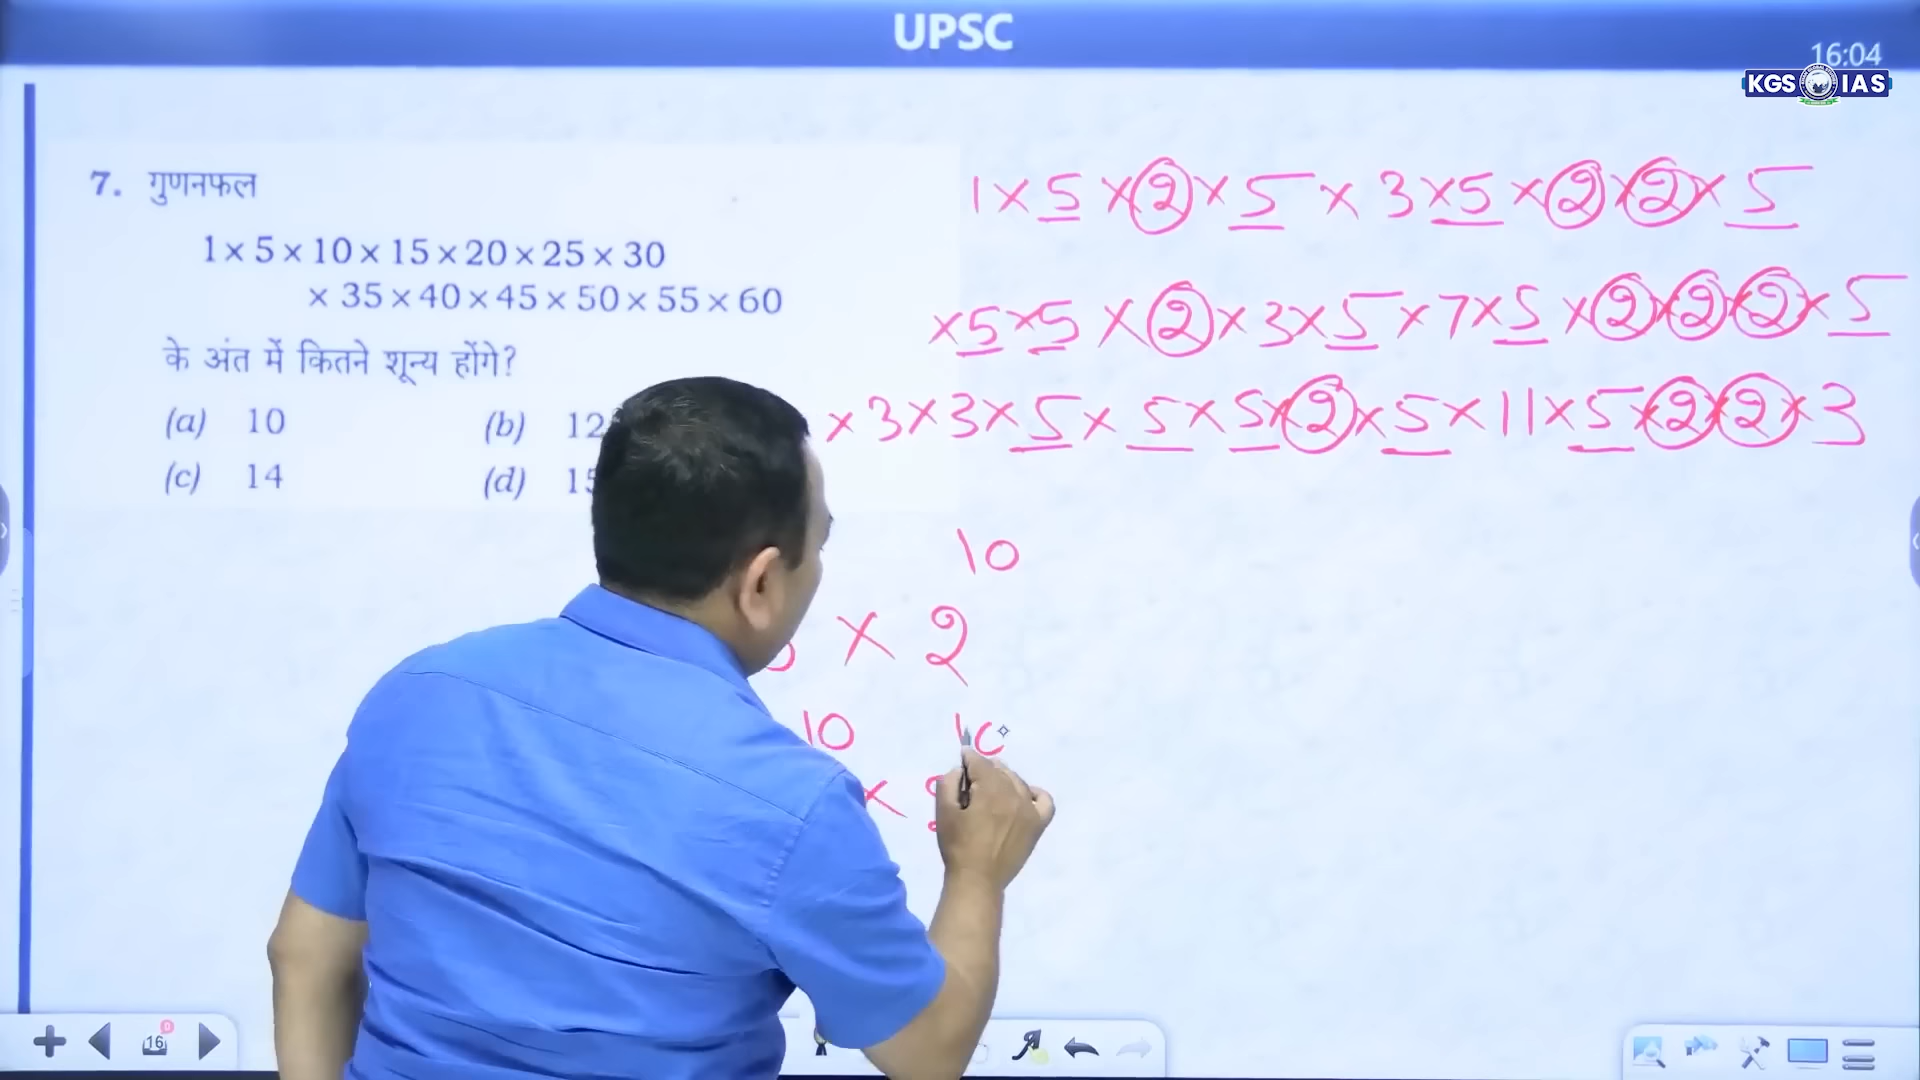 UPSC
16:04
KGS IAS
7. गुणनफल
1 × 5 × 10 × 15 × 20 × 25 × 30
× 35 × 40 × 45 × 50 × 55 × 60
के अंत में कितने शून्य होंगे?
(a) 10
(b) 12
(c) 14
(d) 15
1 × 5 × 2 × 5 × 3 × 5 × 2 × 2 × 5
× 5 × 5 × 2 × 3 × 5 × 7 × 5 × 2 × 2 × 2 × 5
× 3 × 3 × 5 × 5 × 5 × 2 × 5 × 11 × 5 × 2 × 2 × 3
10
× 2
10 10
×
16
0